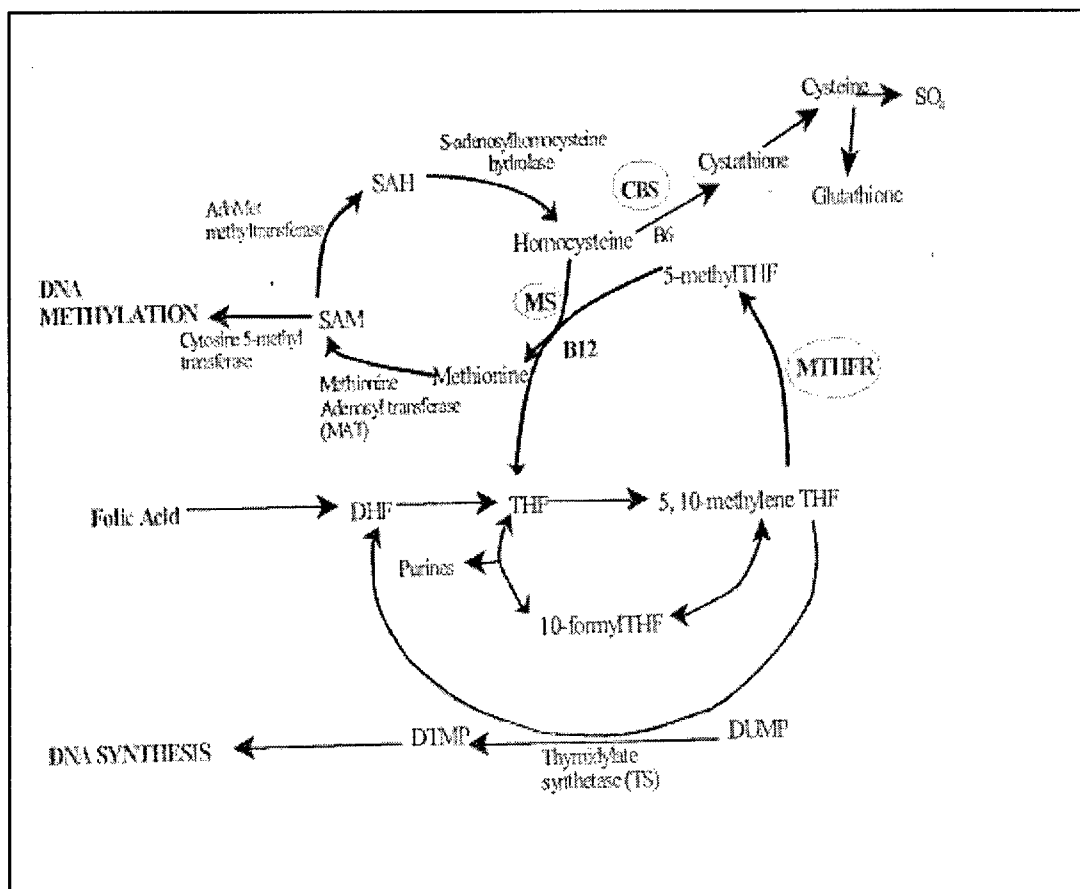 Cysteine
SO₄
S-adenosylhomocysteine
hydrolase
Cystathione
SAH
CBS
Glutathione
AdoMet
methyltransferase
Homocysteine
B6
5-methylTHF
DNA
METHYLATION
MS
SAM
Cytosine 5-methyl
transferase
B12
Methionine
MTHFR
Methionine
Adenosyl transferase
(MAT)
Folic Acid
DHF
THF
5, 10-methylene THF
Purines
10-formylTHF
DNA SYNTHESIS
DTMP
DUMP
Thymidylate
synthetase (TS)